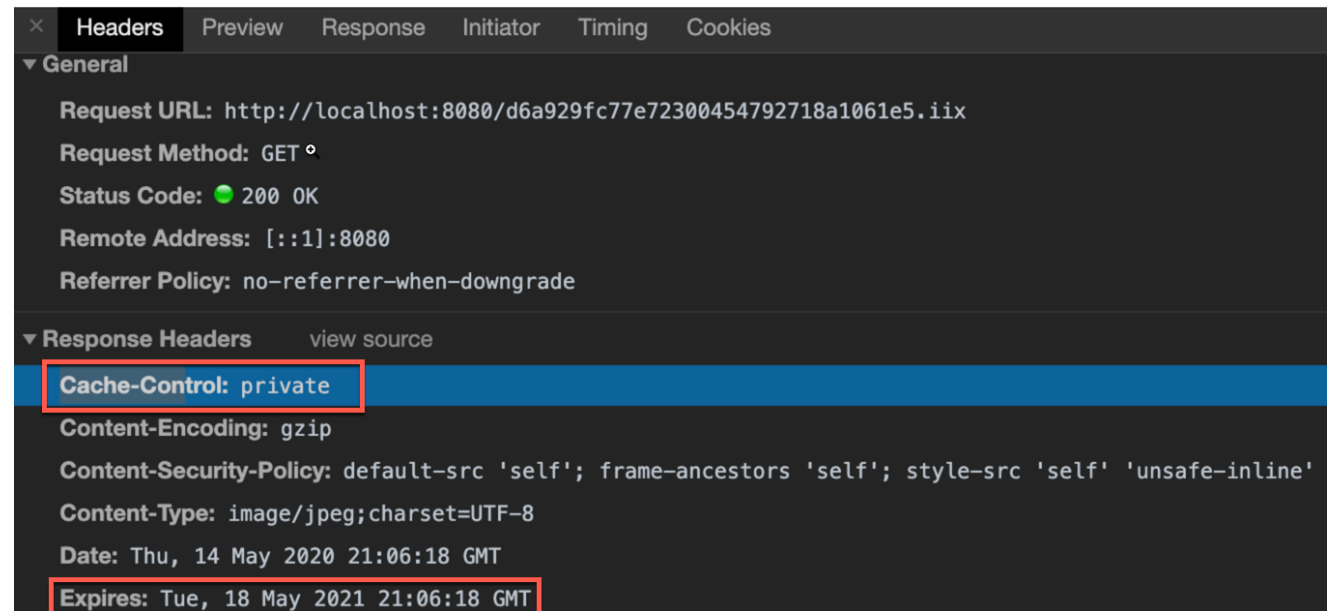 × Headers Preview Response Initiator Timing Cookies
▼ General
Request URL: http://localhost:8080/d6a929fc77e72300454792718a1061e5.iix
Request Method: GET
Status Code: 200 OK
Remote Address: [::1]:8080
Referrer Policy: no-referrer-when-downgrade
▼ Response Headers view source
Cache-Control: private
Content-Encoding: gzip
Content-Security-Policy: default-src 'self'; frame-ancestors 'self'; style-src 'self' 'unsafe-inline'
Content-Type: image/jpeg;charset=UTF-8
Date: Thu, 14 May 2020 21:06:18 GMT
Expires: Tue, 18 May 2021 21:06:18 GMT